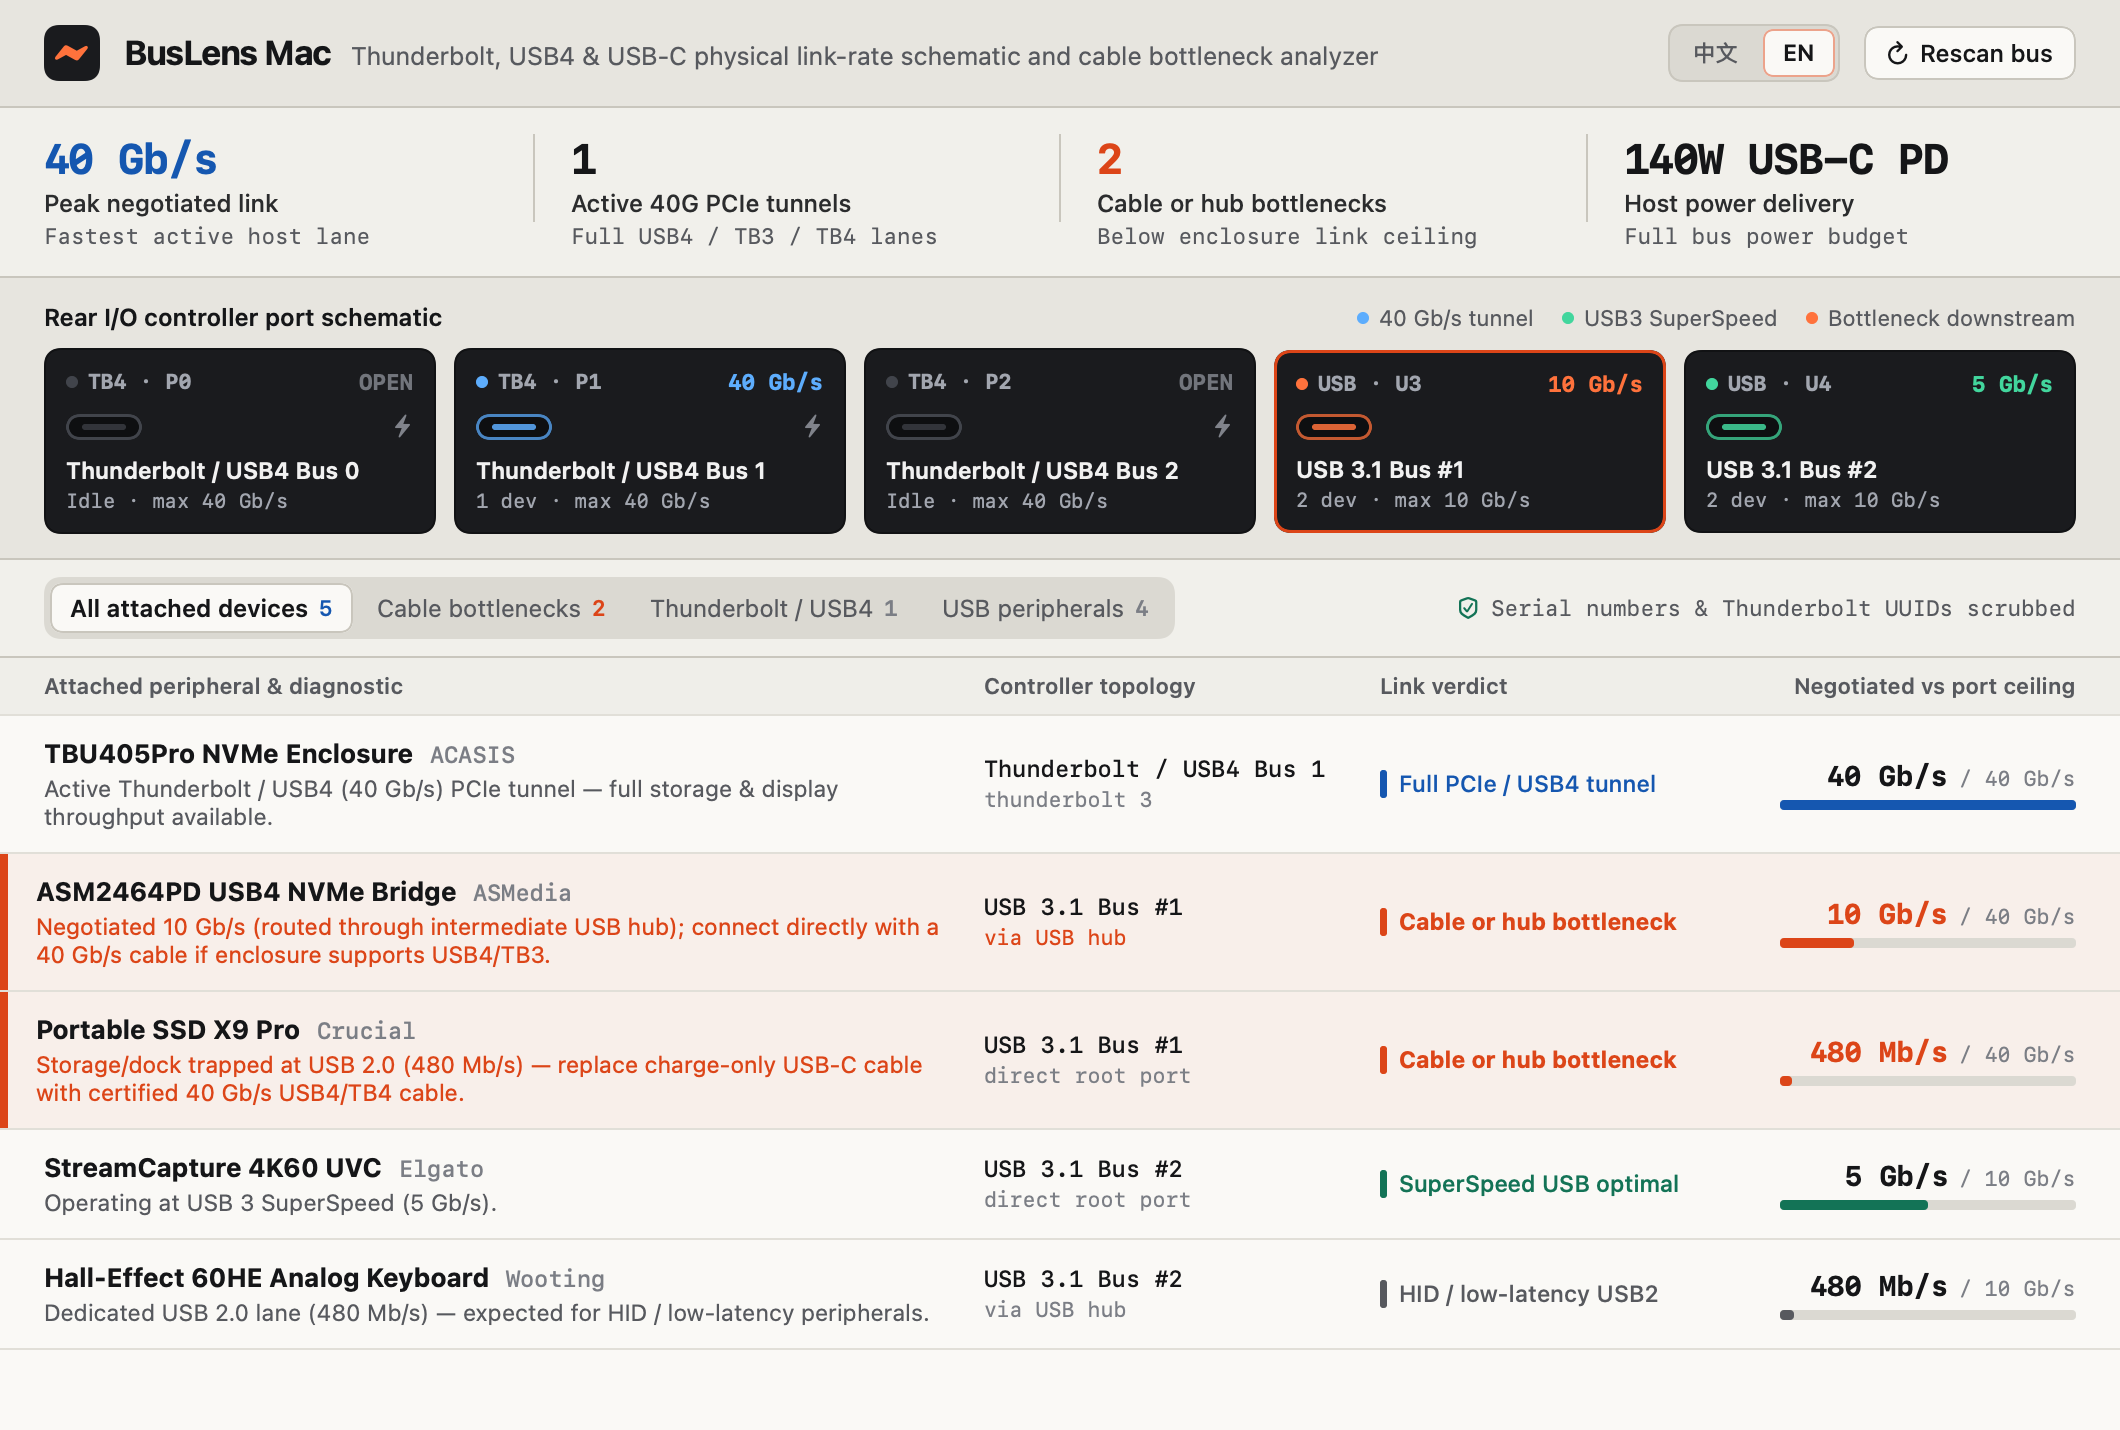 BusLens Mac Thunderbolt, USB4 & USB-C physical link-rate schematic and cable bottleneck analyzer 中文 EN Rescan bus
40 Gb/s
Peak negotiated link
Fastest active host lane
1
Active 40G PCIe tunnels
Full USB4 / TB3 / TB4 lanes
2
Cable or hub bottlenecks
Below enclosure link ceiling
140W USB-C PD
Host power delivery
Full bus power budget
Rear I/O controller port schematic
40 Gb/s tunnel USB3 SuperSpeed Bottleneck downstream
TB4 · P0 OPEN
Thunderbolt / USB4 Bus 0
Idle · max 40 Gb/s
TB4 · P1 40 Gb/s
Thunderbolt / USB4 Bus 1
1 dev · max 40 Gb/s
TB4 · P2 OPEN
Thunderbolt / USB4 Bus 2
Idle · max 40 Gb/s
USB · U3 10 Gb/s
USB 3.1 Bus #1
2 dev · max 10 Gb/s
USB · U4 5 Gb/s
USB 3.1 Bus #2
2 dev · max 10 Gb/s
All attached devices 5 Cable bottlenecks 2 Thunderbolt / USB4 1 USB peripherals 4
Serial numbers & Thunderbolt UUIDs scrubbed
Attached peripheral & diagnostic Controller topology Link verdict Negotiated vs port ceiling
TBU405Pro NVMe Enclosure ACASIS
Active Thunderbolt / USB4 (40 Gb/s) PCIe tunnel — full storage & display
throughput available.
Thunderbolt / USB4 Bus 1
thunderbolt 3
Full PCIe / USB4 tunnel
40 Gb/s / 40 Gb/s
ASM2464PD USB4 NVMe Bridge ASMedia
Negotiated 10 Gb/s (routed through intermediate USB hub); connect directly with a
40 Gb/s cable if enclosure supports USB4/TB3.
USB 3.1 Bus #1
via USB hub
Cable or hub bottleneck
10 Gb/s / 40 Gb/s
Portable SSD X9 Pro Crucial
Storage/dock trapped at USB 2.0 (480 Mb/s) — replace charge-only USB-C cable
with certified 40 Gb/s USB4/TB4 cable.
USB 3.1 Bus #1
direct root port
Cable or hub bottleneck
480 Mb/s / 40 Gb/s
StreamCapture 4K60 UVC Elgato
Operating at USB 3 SuperSpeed (5 Gb/s).
USB 3.1 Bus #2
direct root port
SuperSpeed USB optimal
5 Gb/s / 10 Gb/s
Hall-Effect 60HE Analog Keyboard Wooting
Dedicated USB 2.0 lane (480 Mb/s) — expected for HID / low-latency peripherals.
USB 3.1 Bus #2
via USB hub
HID / low-latency USB2
480 Mb/s / 10 Gb/s